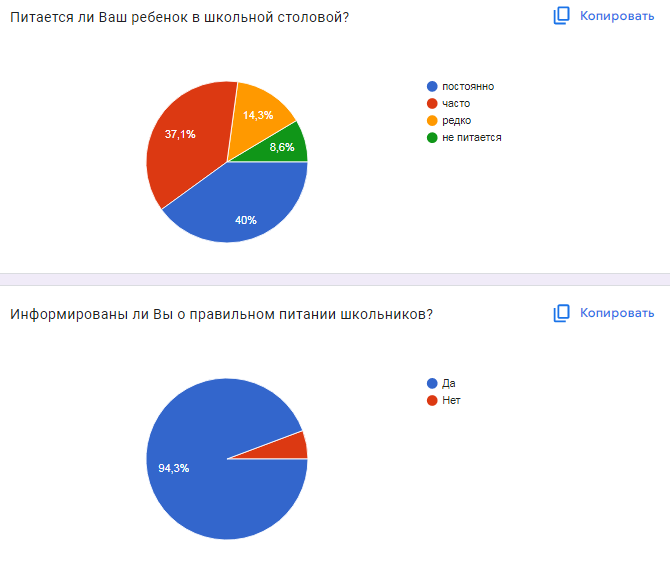 Питается ли Ваш ребенок в школьной столовой?
Копировать
постоянно
часто
редко
не питается
37,1%
14,3%
8,6%
40%
Информированы ли Вы о правильном питании школьников?
Копировать
Да
Нет
94,3%